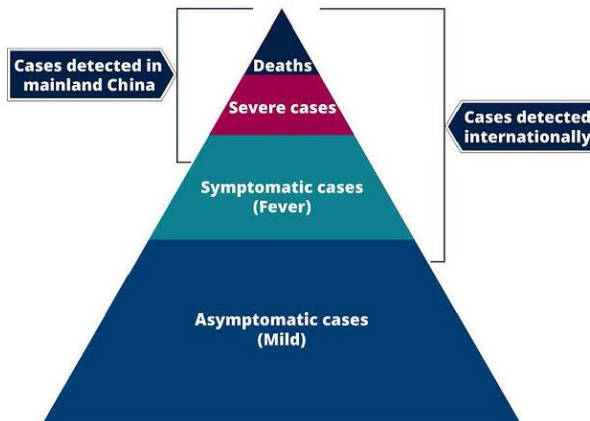 Cases detected in
mainland China
Deaths
Severe cases
Cases detected
internationally
Symptomatic cases
(Fever)
Asymptomatic cases
(Mild)